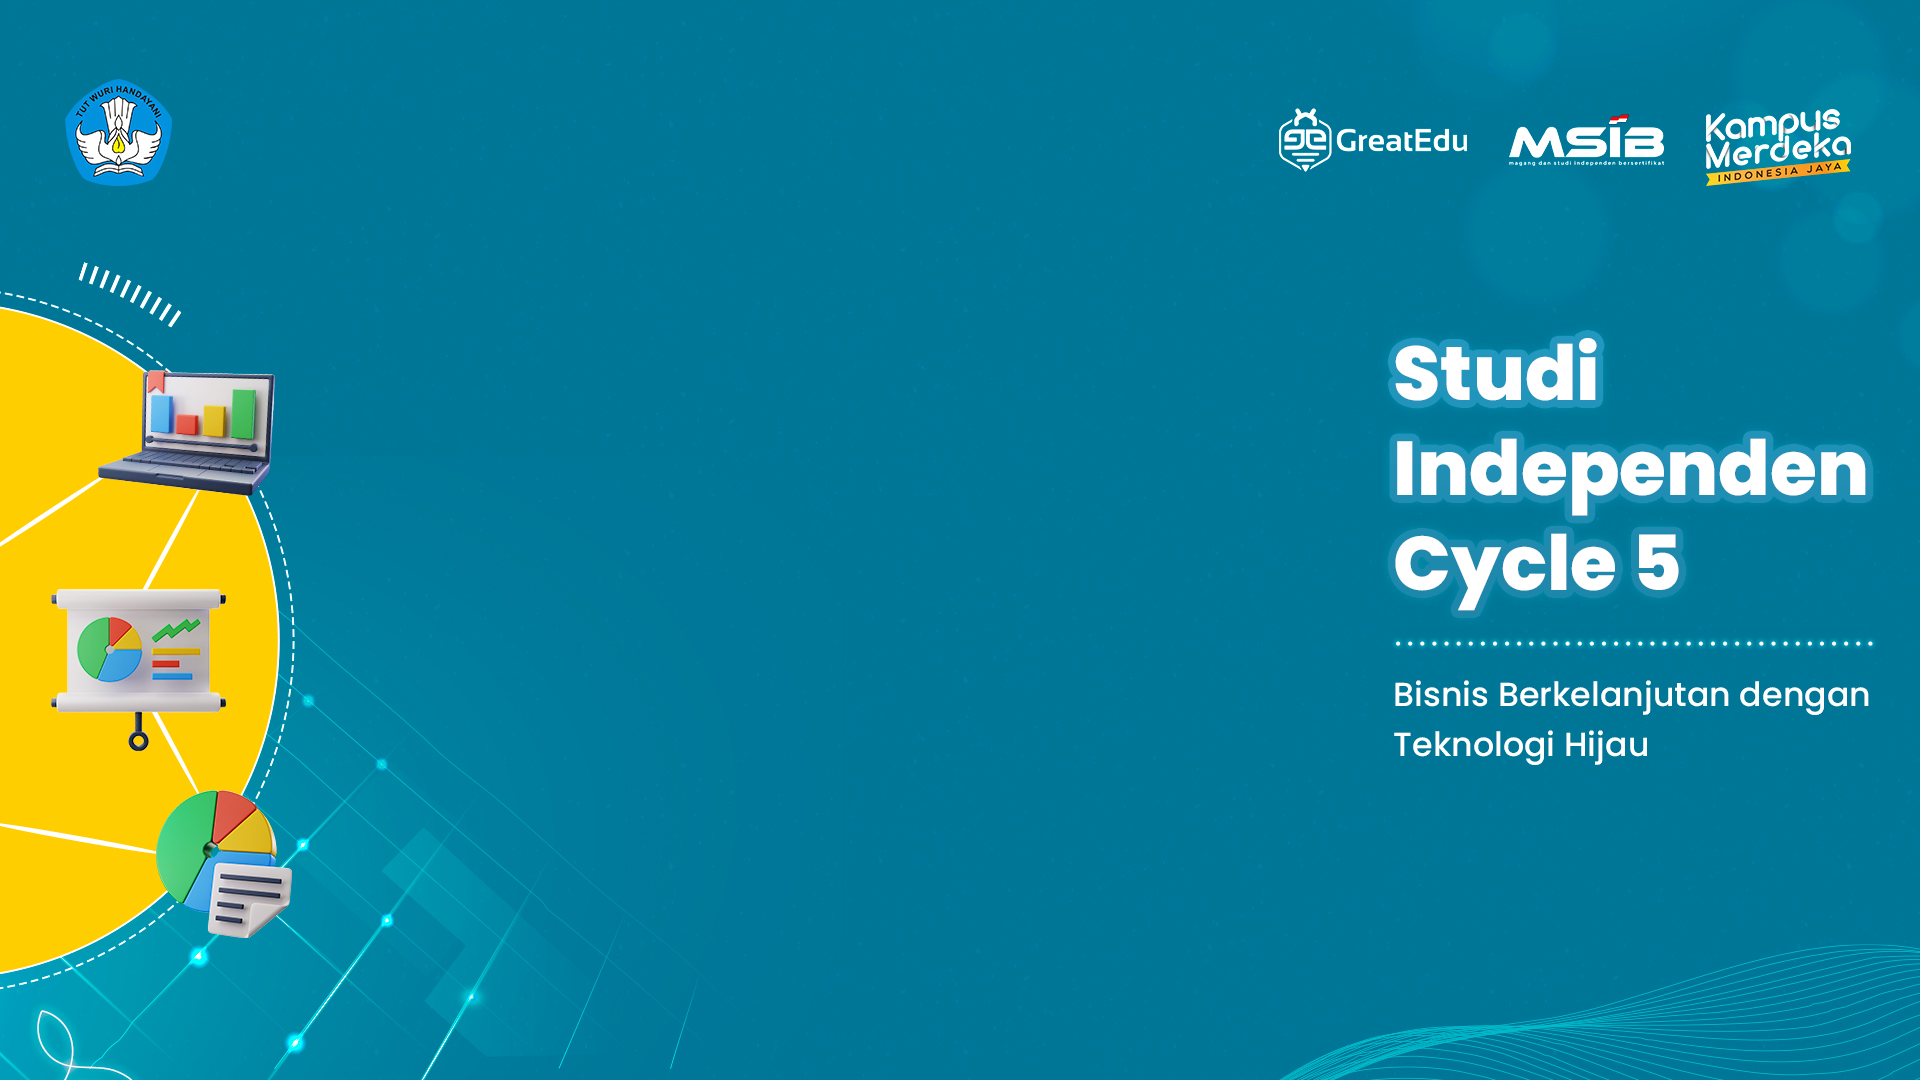 TUT WURI HANDAYANI
GreatEdu
MSIB
magang dan studi independen bersertifikat
Kampus
Merdeka
INDONESIA JAYA
Studi
Independen
Cycle 5
Bisnis Berkelanjutan dengan
Teknologi Hijau